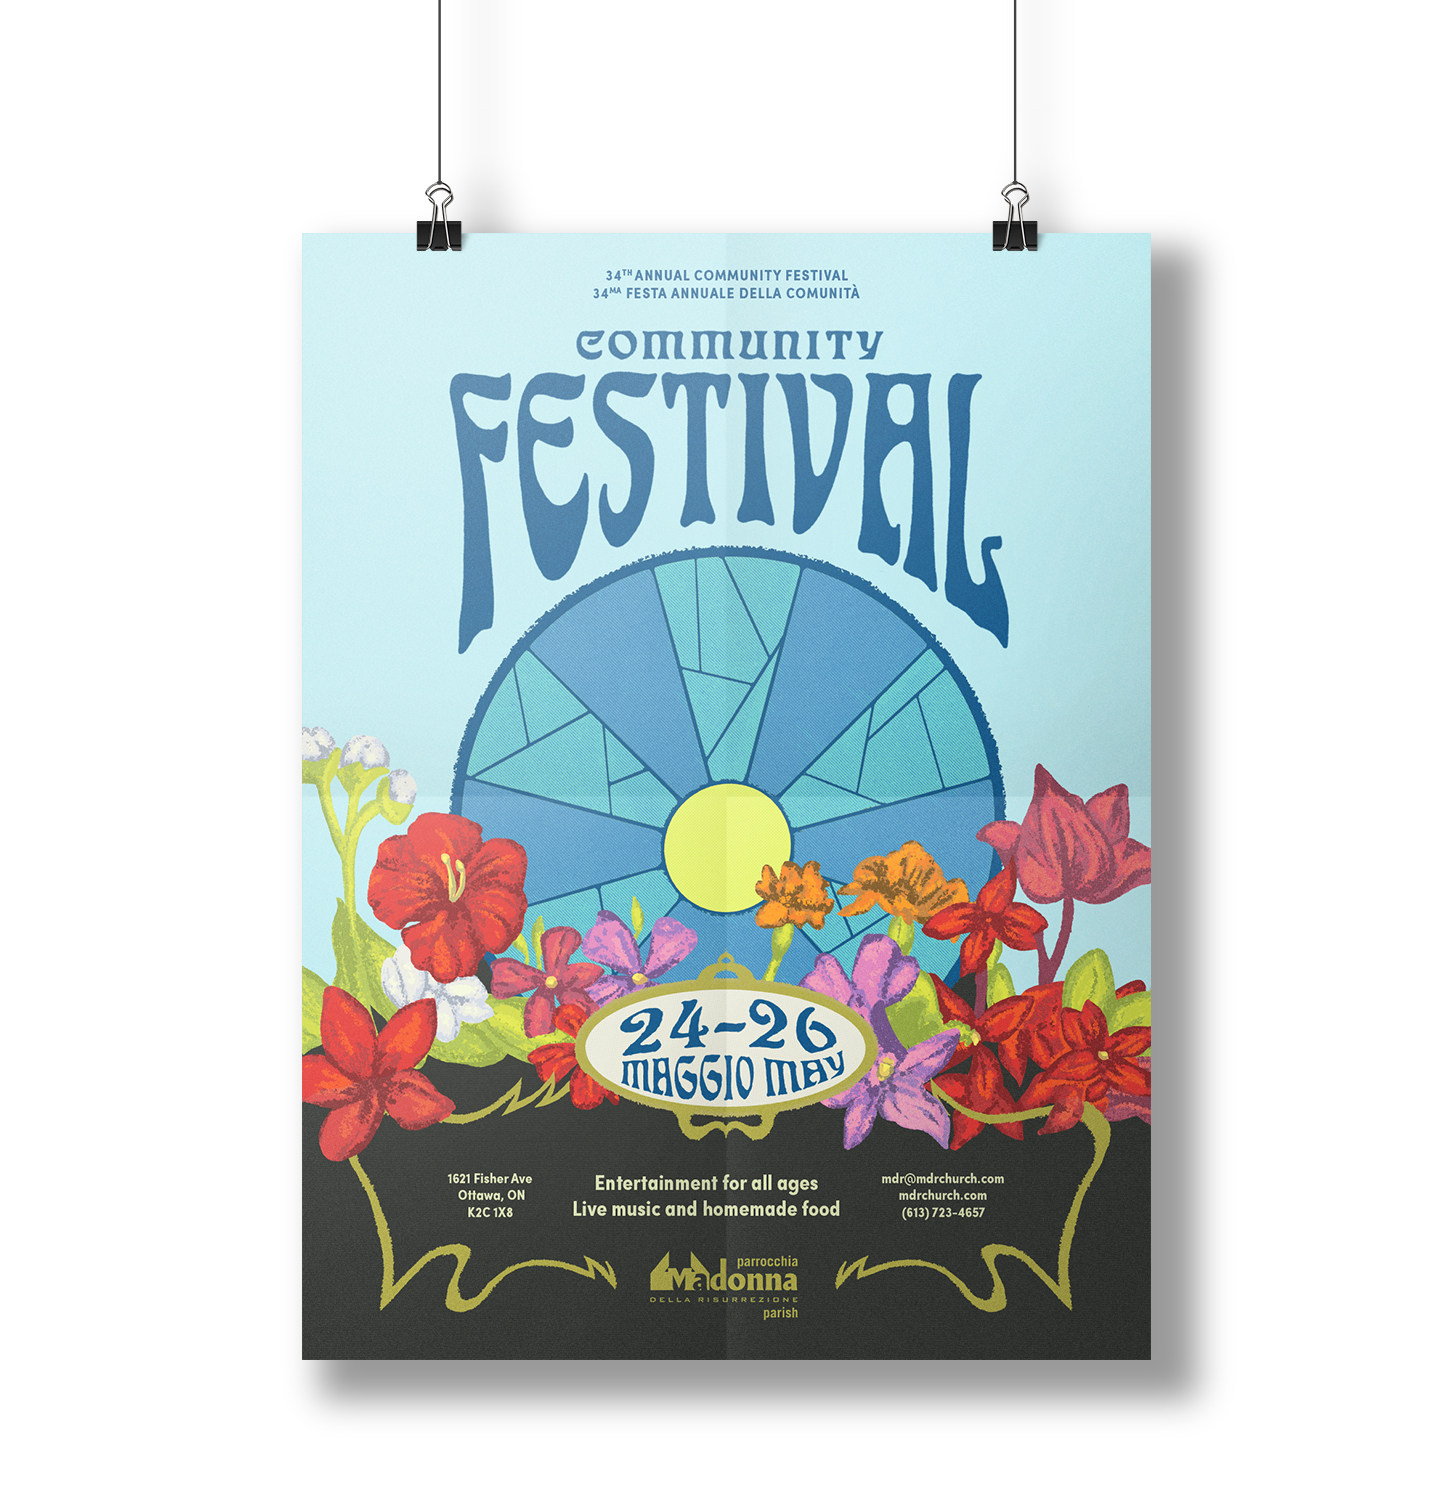 34TH ANNUAL COMMUNITY FESTIVAL
34MA FESTA ANNUALE DELLA COMUNITÀ
COMMUNITY
FESTIVAL
24-26
MAGGIO MAY
1621 Fisher Ave
Ottawa, ON
K2C 1X8
Entertainment for all ages
Live music and homemade food
mdr@mdrchurch.com
mdrchurch.com
(613) 723-4657
parrocchia
Madonna
DELLA RISURREZIONE
parish